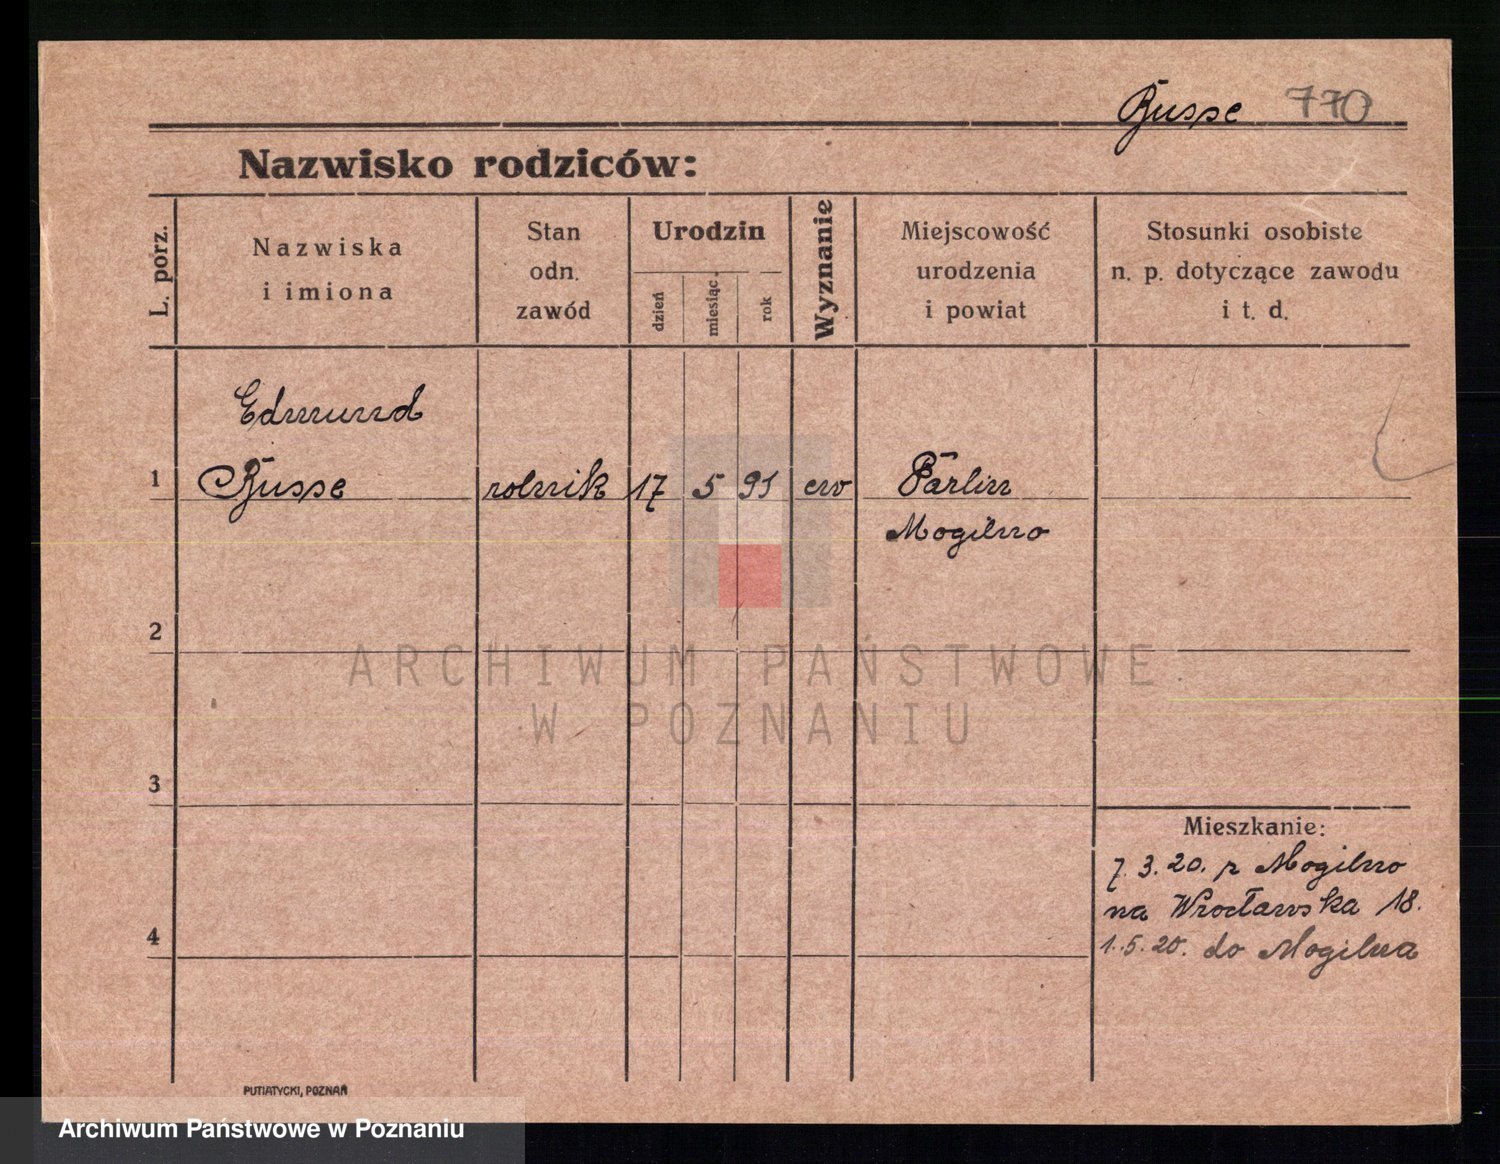 Busse 770
Nazwisko rodziców:
L. porz.
Nazwiska
i imiona
Stan
odn.
zawód
Urodzin
dzień
miesiąc
rok
Wyznanie
Miejscowość
urodzenia
i powiat
Stosunki osobiste
n. p. dotyczące zawodu
i t. d.
Edmund
1 Busse rolnik 17 5 95 ew Parlin
Mogilno
2
ARCHIWUM PAŃSTWOWE
W POZNANIU
3
Mieszkanie:
7.3.20. z Mogilno
na Wrocławska 18.
4 1.5.20. do Mogilna
PUTIATYCKI, POZNAŃ
Archiwum Państwowe w Poznaniu